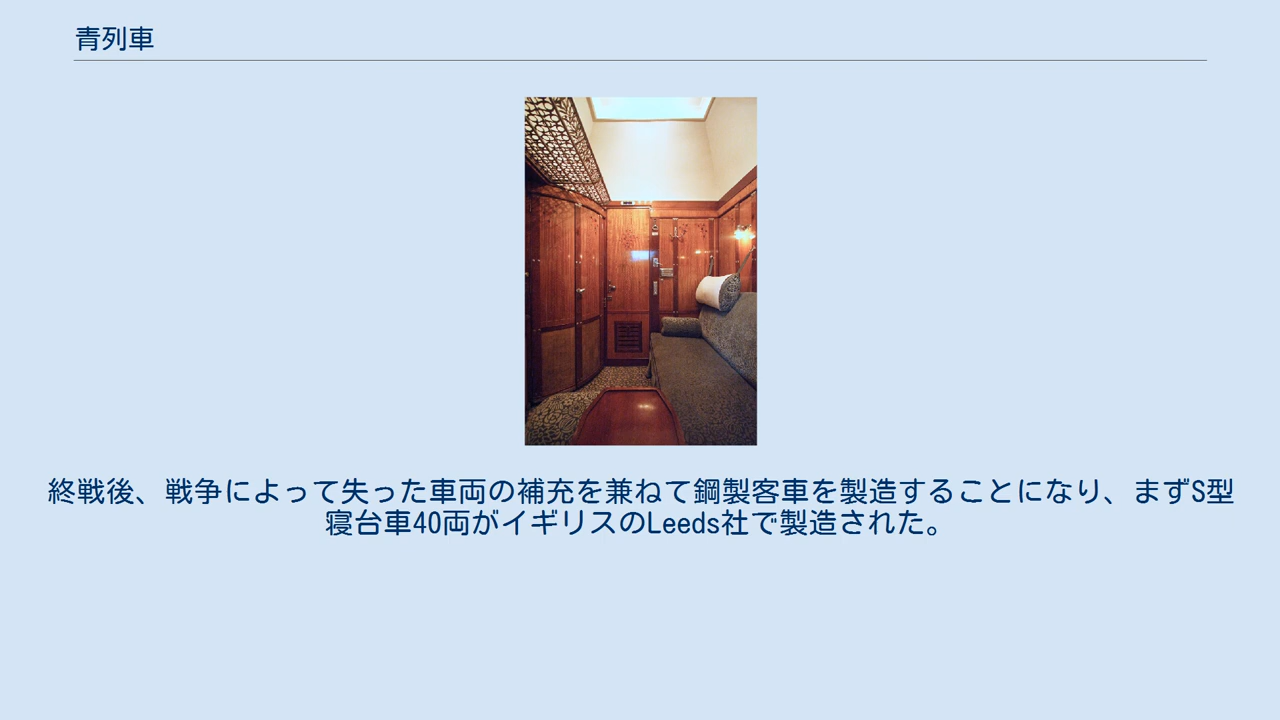 青列車
終戦後、戦争によって失った車両の補充を兼ねて鋼製客車を製造することになり、まずS型
寝台車40両がイギリスのLeeds社で製造された。